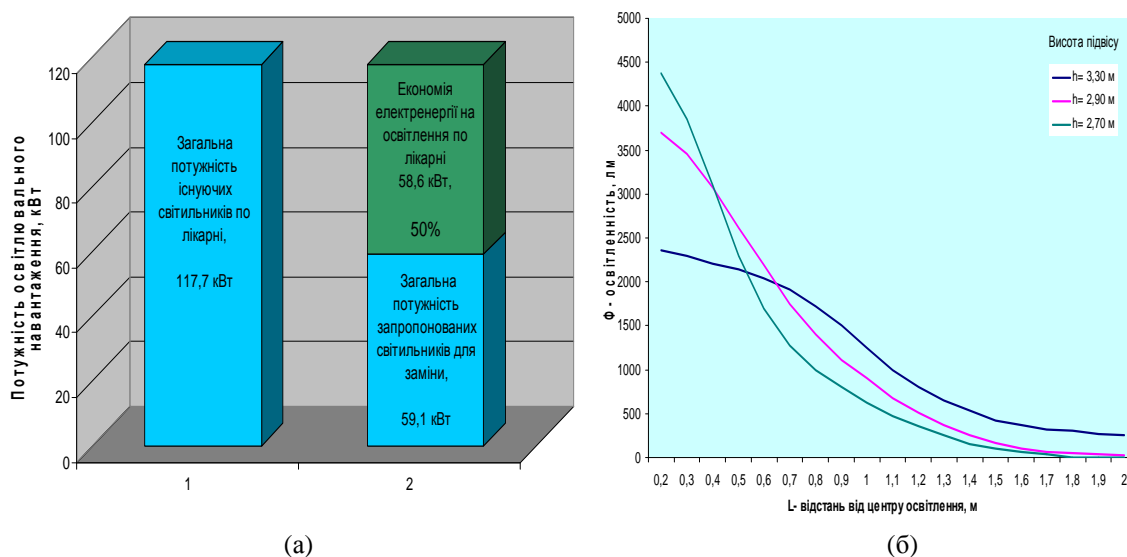 Потужність освітлювального
навантаження, кВт
120
100
80
60
40
20
0
Загальна
потужність
існуючих
світильників по
лікарні,
117,7 кВт
Економія
електренергії на
освітлення по
лікарні
58,6 кВт,
50%
Загальна
потужність
запропонованих
світильників для
заміни,
59,1 кВт
1
2
(а)
Ф - освітленність, лм
5000
4500
4000
3500
3000
2500
2000
1500
1000
500
0
Висота підвісу
h= 3,30 м
h= 2,90 м
h= 2,70 м
0,2 0,3 0,4 0,5 0,6 0,7 0,8 0,9 1 1,1 1,2 1,3 1,4 1,5 1,6 1,7 1,8 1,9 2
L- відстань від центру освітлення, м
(б)